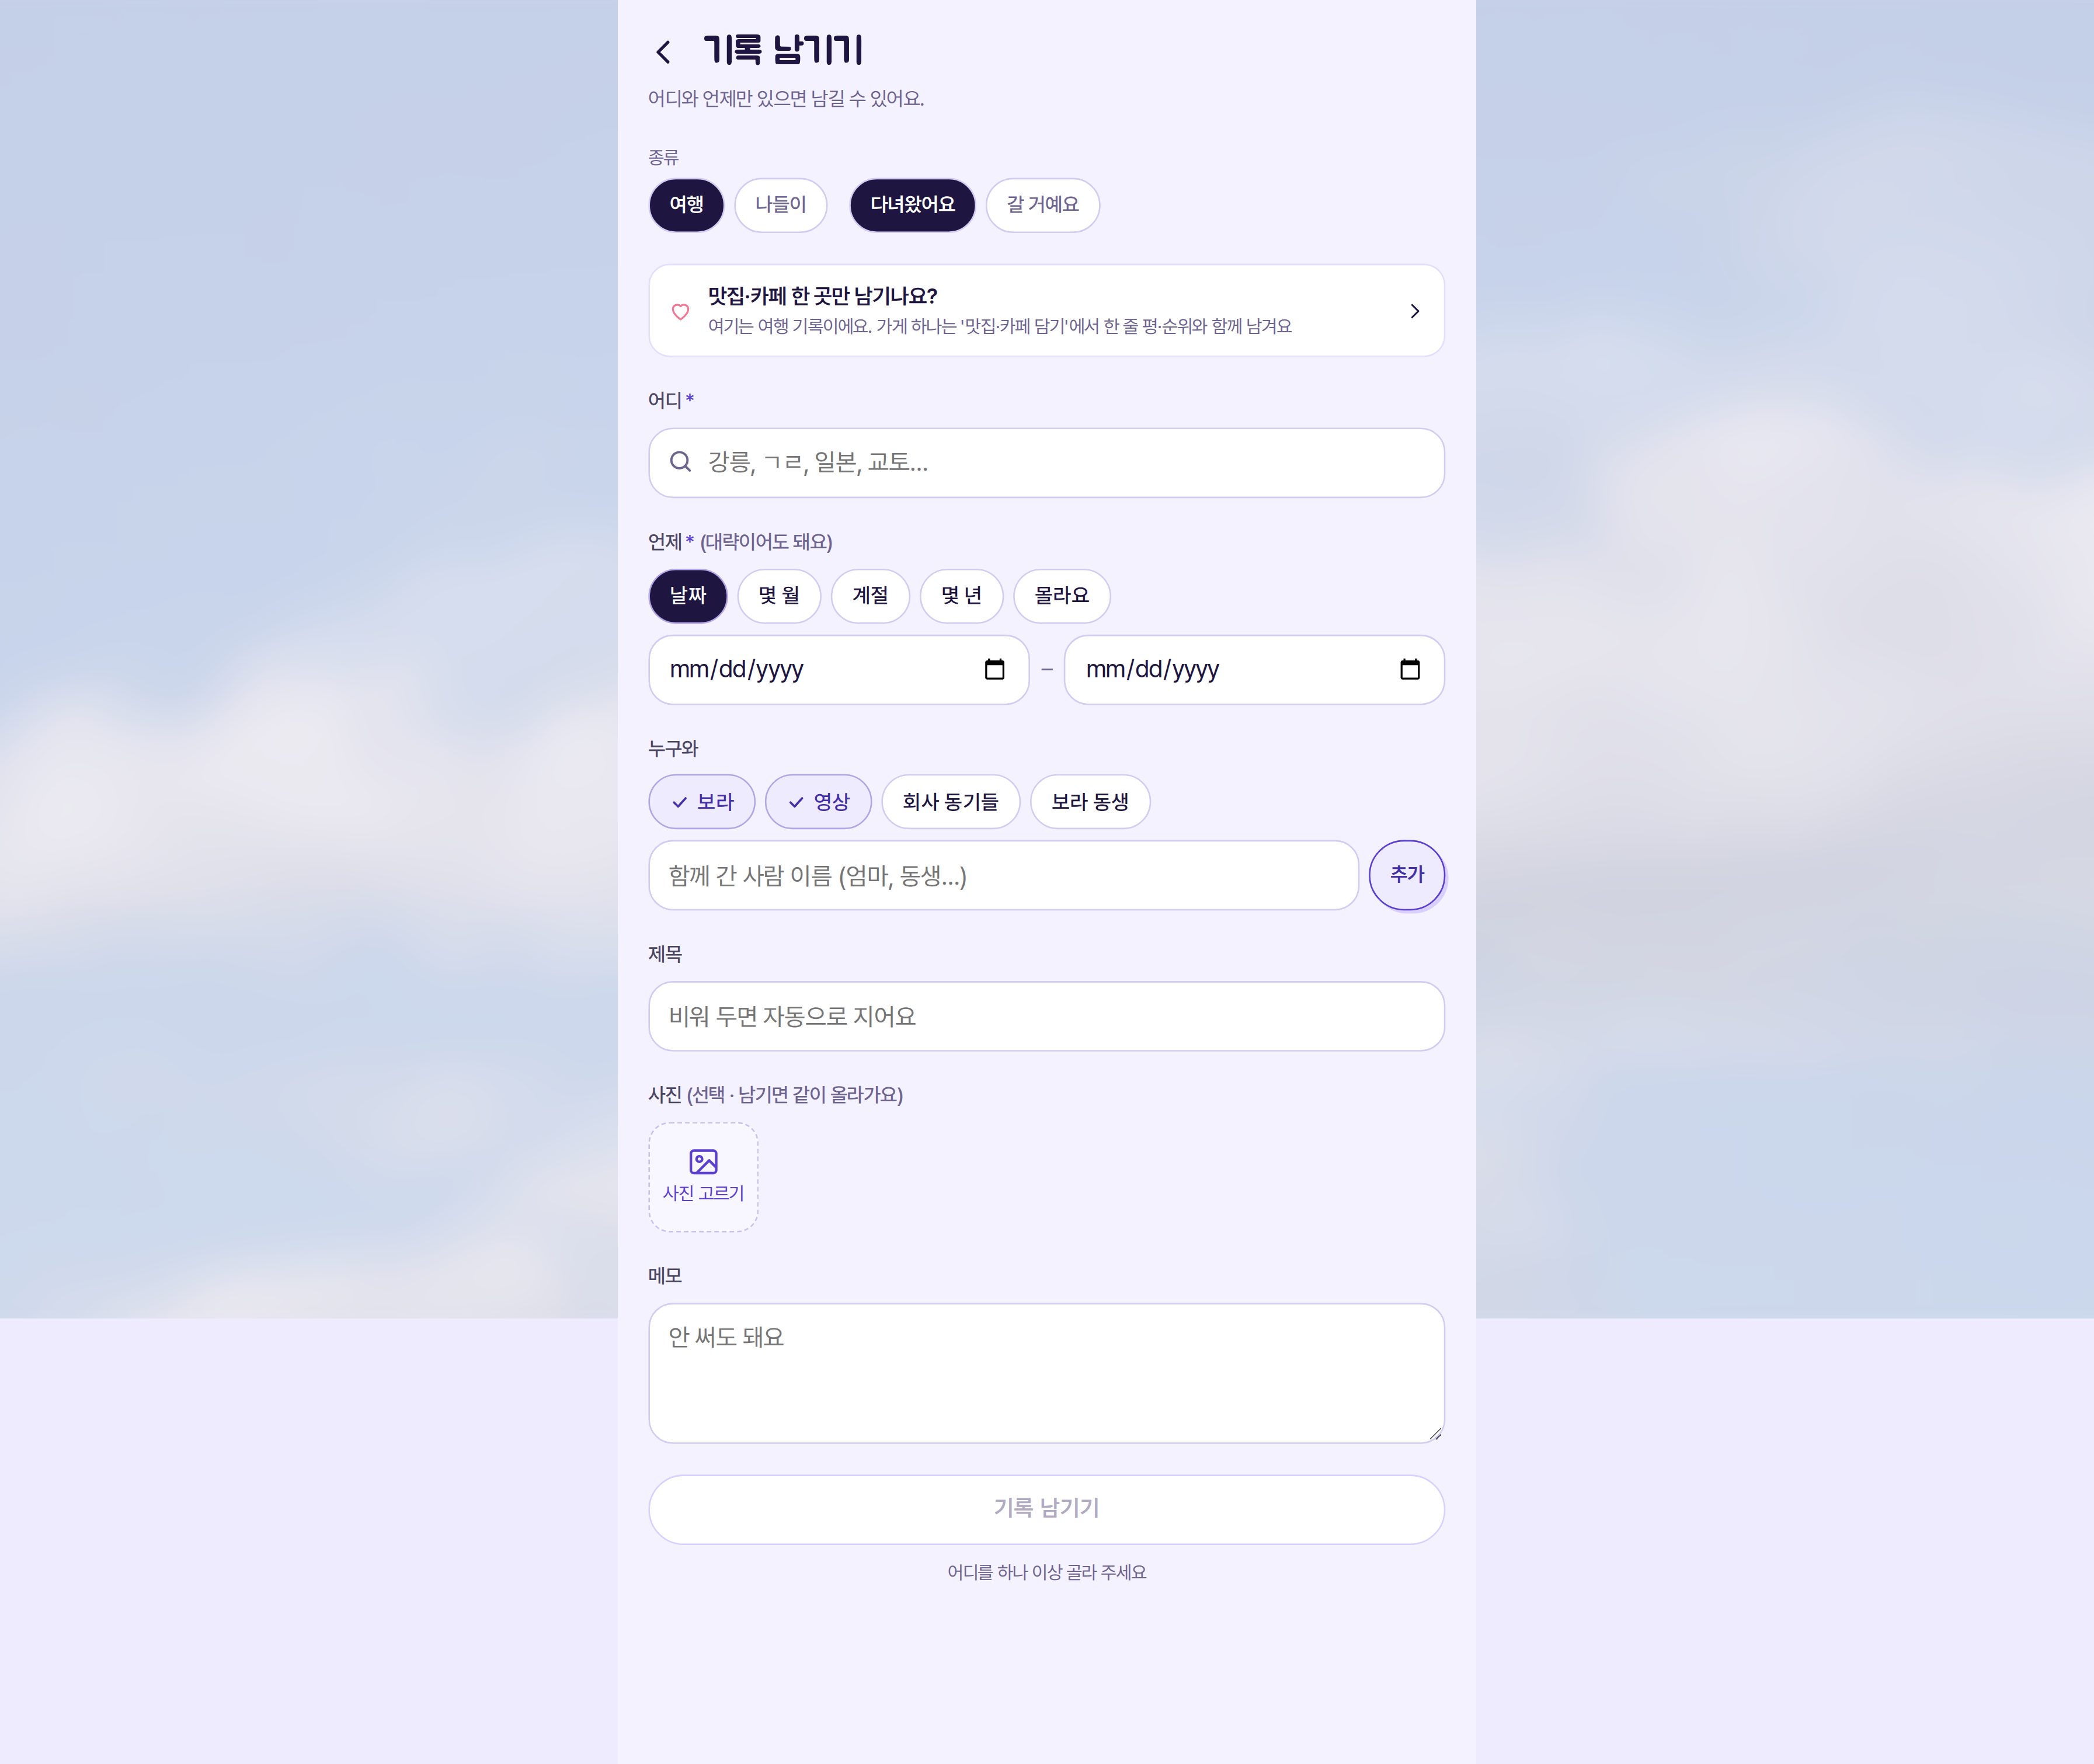 기록 남기기
어디와 언제만 있으면 남길 수 있어요.
종류
여행 나들이 다녀왔어요 갈 거예요
맛집·카페 한 곳만 남기나요?
여기는 여행 기록이에요. 가게 하나는 '맛집·카페 담기'에서 한 줄 평·순위와 함께 남겨요
어디 *
강릉, ㄱㄹ, 일본, 교토...
언제 * (대략이어도 돼요)
날짜 몇 월 계절 몇 년 몰라요
mm/dd/yyyy – mm/dd/yyyy
누구와
보라 영상 회사 동기들 보라 동생
함께 간 사람 이름 (엄마, 동생...) 추가
제목
비워 두면 자동으로 지어요
사진 (선택 · 남기면 같이 올라가요)
사진 고르기
메모
안 써도 돼요
기록 남기기
어디를 하나 이상 골라 주세요